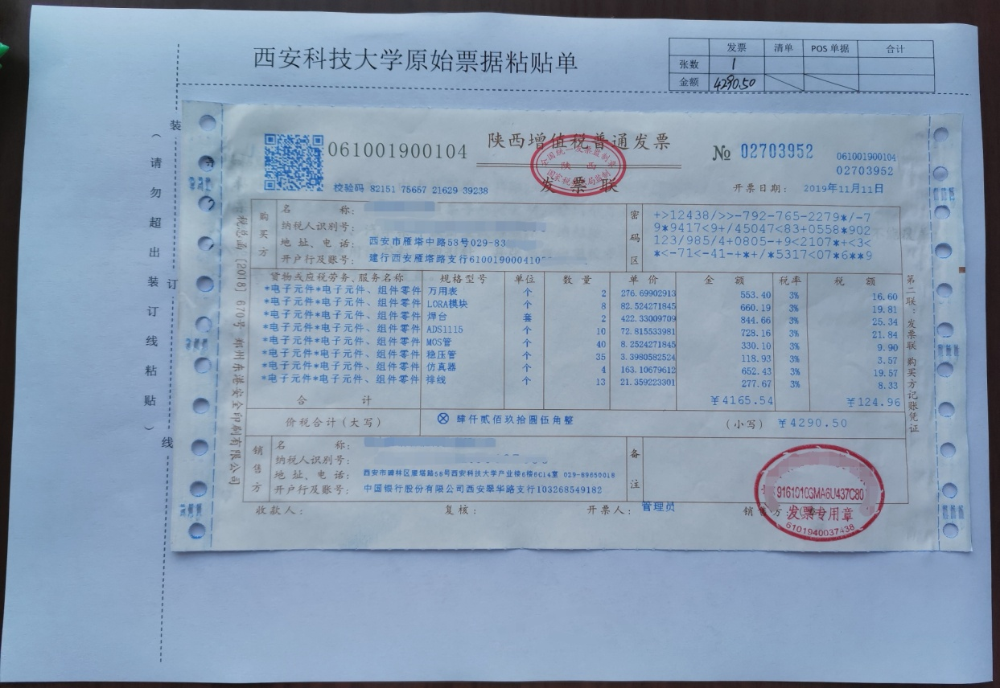 西安科技大学原始票据粘贴单
发票 清单 POS 单据 合计
张数 1
金额 4290.50
装
订
线
（请勿超出装订线粘贴）
061001900104
陕西增值税普通发票
发票联
全国统一发票监制章
陕西
国家税务总局监制
№ 02703952
061001900104
02703952
校验码 82151 75657 21629 39238
开票日期： 2019年11月11日
购买方
名 称：
纳税人识别号：
地 址、电 话： 西安市雁塔中路58号029-83
开户行及账号： 建行西安雁塔路支行610019000410
密码区
+>12438/>>-792-765-2279*/-7
9*9417<9+/45047<83+0558*902
123/985/4+0805-+9<2107*+<3<
*<-71<-41-+*+/*5317<07*6**9
货物或应税劳务、服务名称 规格型号 单位 数 量 单 价 金 额 税率 税 额
*电子元件*电子元件、组件零件 万用表 个 2 276.69902913 553.40 3% 16.60
*电子元件*电子元件、组件零件 LORA模块 个 8 82.524271845 660.19 3% 19.81
*电子元件*电子元件、组件零件 焊台 套 2 422.33009709 844.66 3% 25.34
*电子元件*电子元件、组件零件 ADS1115 个 10 72.815533981 728.16 3% 21.84
*电子元件*电子元件、组件零件 MOS管 个 40 8.2524271845 330.10 3% 9.90
*电子元件*电子元件、组件零件 稳压管 个 35 3.3980582524 118.93 3% 3.57
*电子元件*电子元件、组件零件 仿真器 个 4 163.10679612 652.43 3% 19.57
*电子元件*电子元件、组件零件 排线 个 13 21.359223301 277.67 3% 8.33
合 计 ￥4165.54 ￥124.96
价税合计（大写） ⊗ 肆仟贰佰玖拾圆伍角整 （小写） ￥4290.50
销售方
名 称：
纳税人识别号：
地 址、电 话： 西安市碑林区雁塔路58号西安科技大学产业楼6楼6C14室 029-89650018
开户行及账号： 中国银行股份有限公司西安翠华路支行103268549182
备注
收款人： 复核： 开票人： 管理员 销售方
91610103MA6U437C80
发票专用章
6101940037438
税总函〔2018〕670号 郑州东港安全印刷有限公司
第二联：发票联 购买方记账凭证